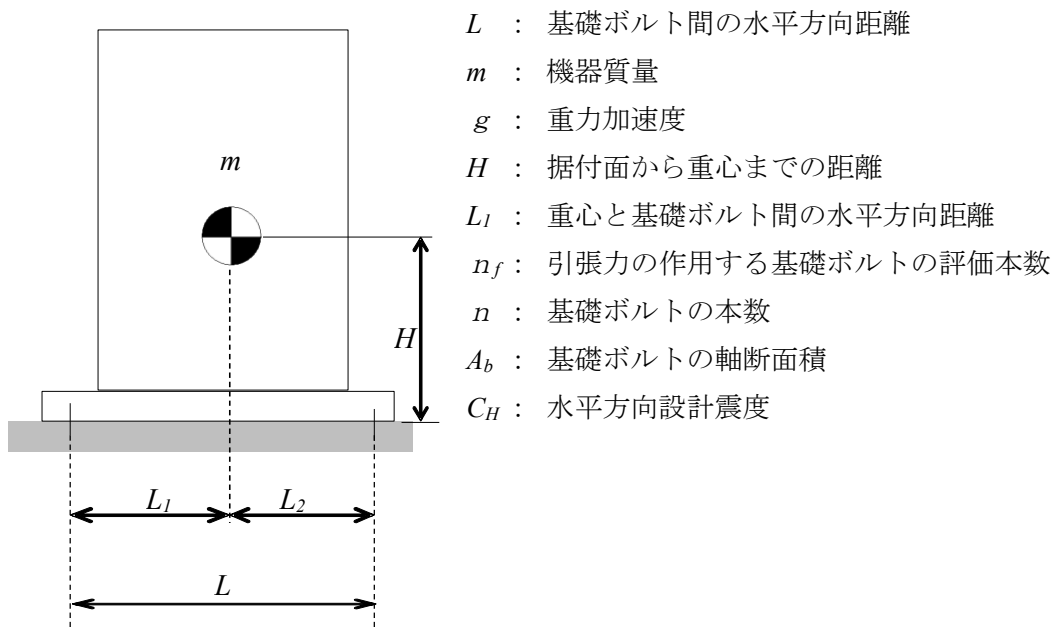 L : 基礎ボルト間の水平方向距離
m : 機器質量
g : 重力加速度
H : 据付面から重心までの距離
L1 : 重心と基礎ボルト間の水平方向距離
nf : 引張力の作用する基礎ボルトの評価本数
n : 基礎ボルトの本数
Ab : 基礎ボルトの軸断面積
CH : 水平方向設計震度
m
H
L1 L2
L